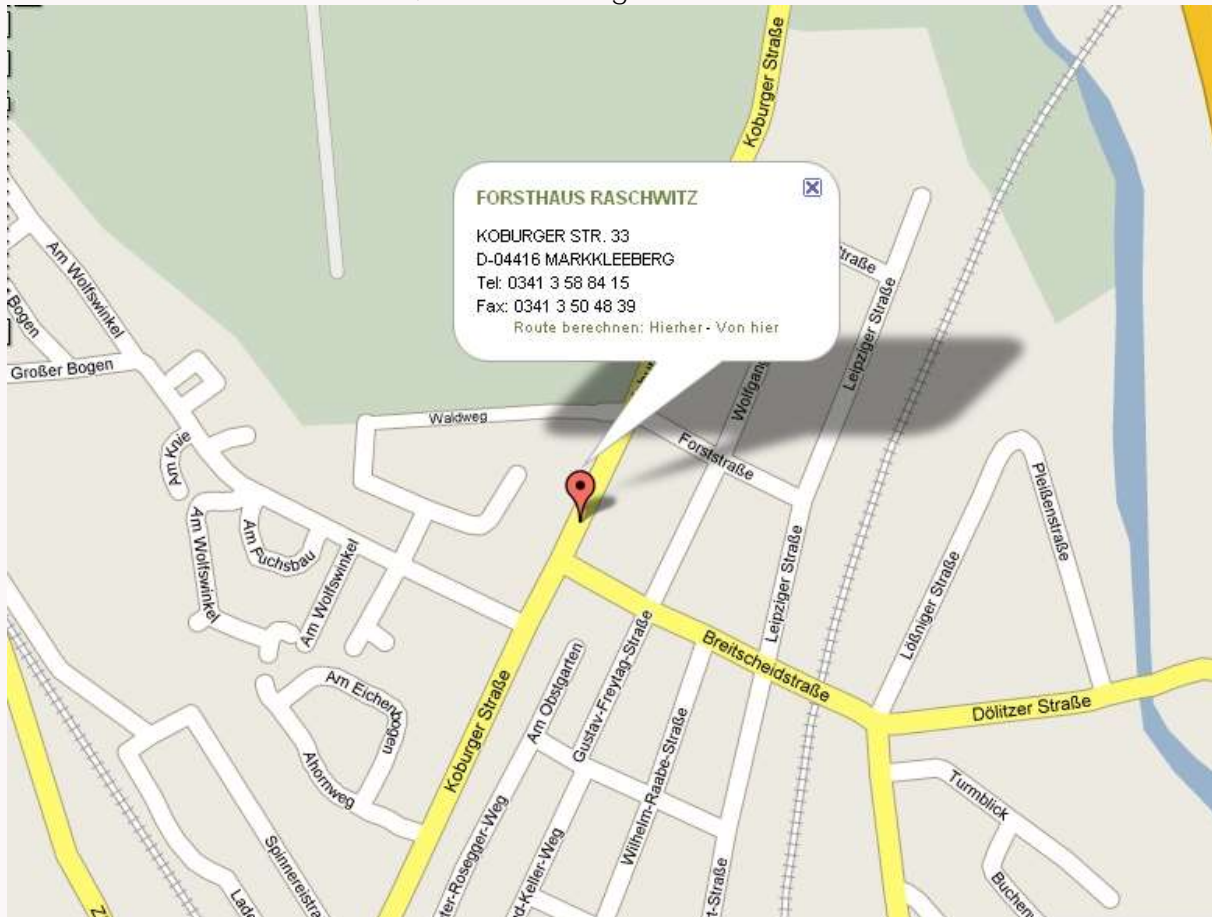 Koburger Straße
FORSTHAUS RASCHWITZ
KOBURGER STR. 33
D-04416 MARKKLEEBERG
Tel: 0341 3 58 84 15
Fax: 0341 3 50 48 39
Route berechnen: Hierher - Von hier
Am Wolfswinkel
Bogen
Großer Bogen
Leipziger Straße
Waldweg
Forststraße
Am Knie
Pleißenstraße
Am Wolfswinkel
Am Fuchsbau
Am Wolfswinkel
Leipziger Straße
Lößniger Straße
Breitscheidstraße
Dölitzer Straße
Am Eichenbogen
Koburger Straße
Am Obstgarten
Gustav-Freytag-Straße
Wilhelm-Raabe-Straße
Ahornweg
Turmblick